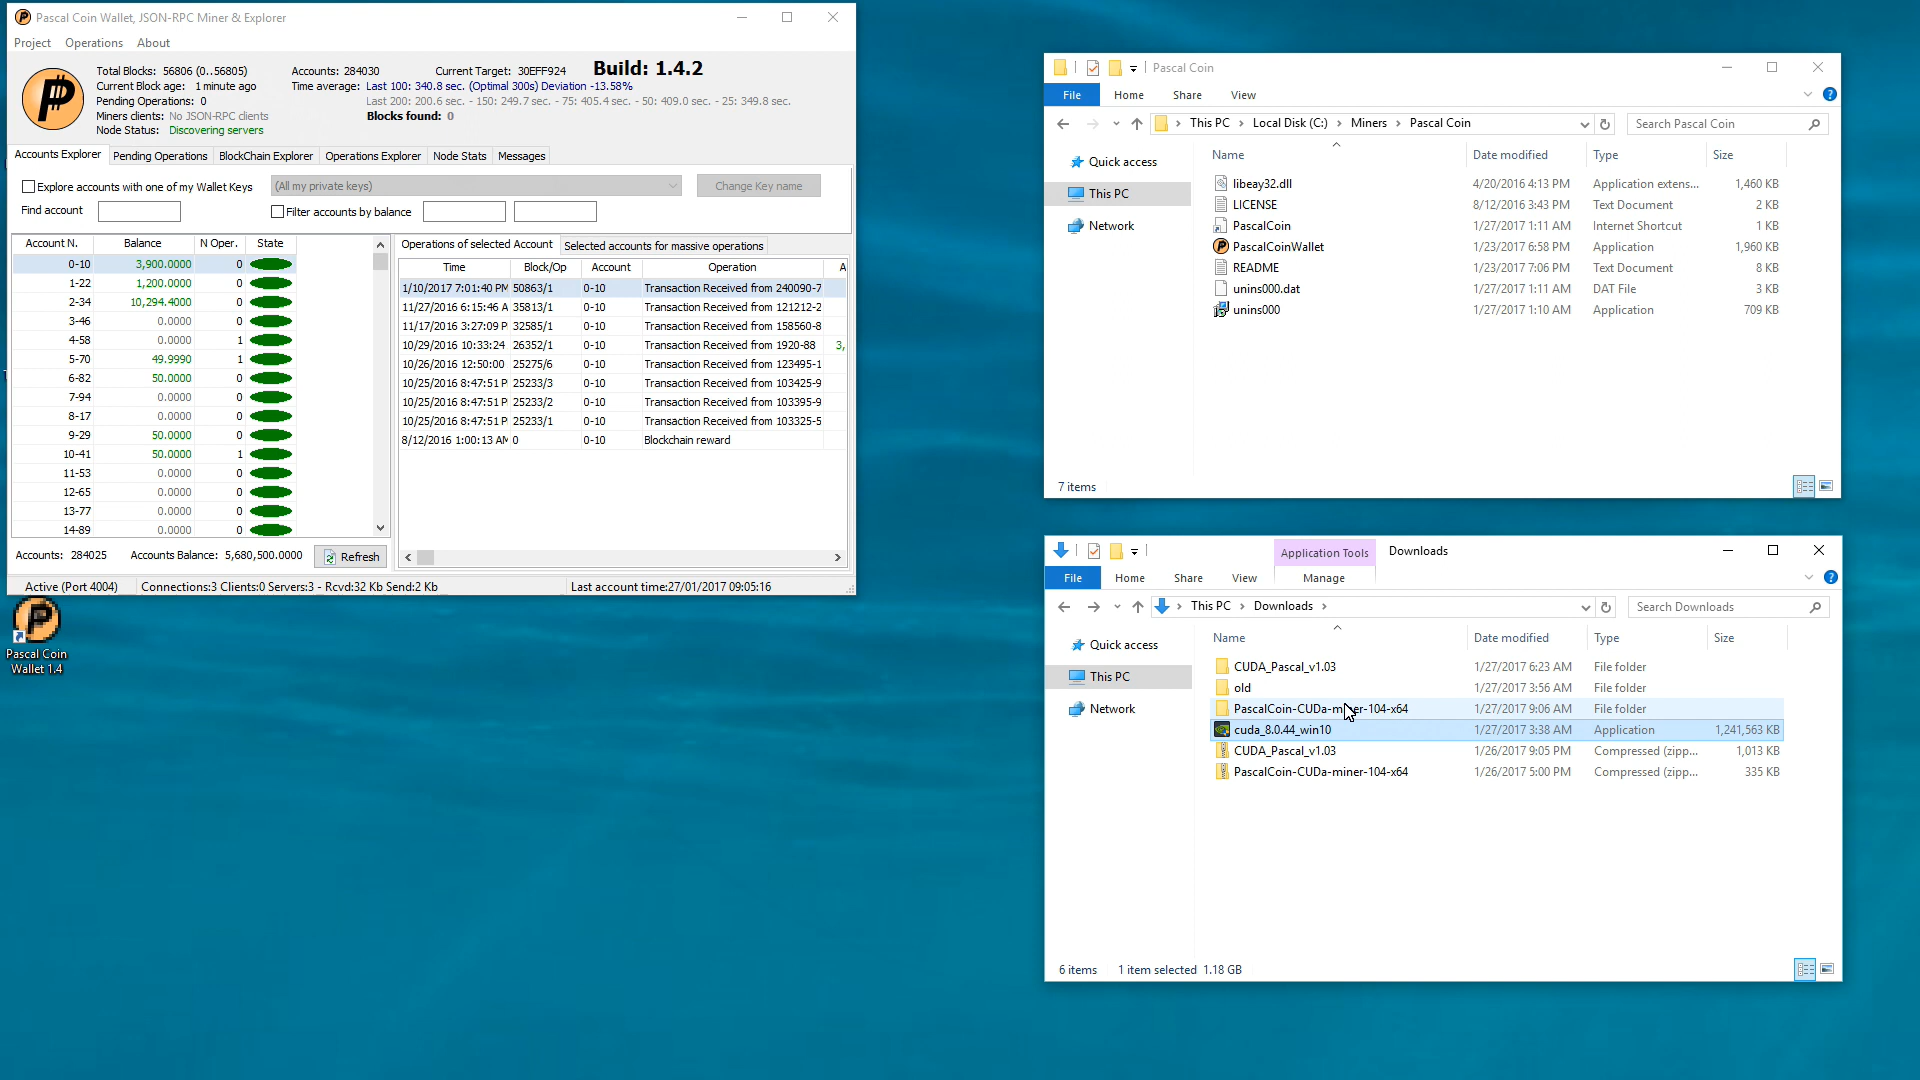 Pascal Coin Wallet, JSON-RPC Miner & Explorer
Project Operations About
Total Blocks: 56806 (0..56805) Accounts: 284030 Current Target: 30EFF924 Build: 1.4.2
Current Block age: 1 minute ago Time average: Last 100: 340.8 sec. (Optimal 300s) Deviation -13.58%
Pending Operations: 0 Last 200: 200.6 sec. - 150: 249.7 sec. - 75: 405.4 sec. - 50: 409.0 sec. - 25: 349.8 sec.
Miners clients: No JSON-RPC clients Blocks found: 0
Node Status: Discovering servers
Accounts Explorer Pending Operations BlockChain Explorer Operations Explorer Node Stats Messages
Explore accounts with one of my Wallet Keys (All my private keys) Change Key name
Find account Filter accounts by balance
Account N. Balance N Oper. State
0-10 3,900.0000 0
1-22 1,200.0000 0
2-34 10,294.4000 0
3-46 0.0000 0
4-58 0.0000 1
5-70 49.9990 1
6-82 50.0000 0
7-94 0.0000 0
8-17 0.0000 0
9-29 50.0000 0
10-41 50.0000 1
11-53 0.0000 0
12-65 0.0000 0
13-77 0.0000 0
14-89 0.0000 0
Operations of selected Account Selected accounts for massive operations
Time Block/Op Account Operation A
1/10/2017 7:01:40 PM 50863/1 0-10 Transaction Received from 240090-7
11/27/2016 6:15:46 A 35813/1 0-10 Transaction Received from 121212-2
11/17/2016 3:27:09 P 32585/1 0-10 Transaction Received from 158560-8
10/29/2016 10:33:24 26352/1 0-10 Transaction Received from 1920-88 3,
10/26/2016 12:50:00 25275/6 0-10 Transaction Received from 123495-1
10/25/2016 8:47:51 P 25233/3 0-10 Transaction Received from 103425-9
10/25/2016 8:47:51 P 25233/2 0-10 Transaction Received from 103395-9
10/25/2016 8:47:51 P 25233/1 0-10 Transaction Received from 103325-5
8/12/2016 1:00:13 AM 0 0-10 Blockchain reward
Accounts: 284025 Accounts Balance: 5,680,500.0000 Refresh
Active (Port 4004) Connections:3 Clients:0 Servers:3 - Rcvd:32 Kb Send:2 Kb Last account time:27/01/2017 09:05:16
Pascal Coin
Wallet 1.4
Pascal Coin
File Home Share View
This PC Local Disk (C:) Miners Pascal Coin Search Pascal Coin
Quick access
This PC
Network
Name Date modified Type Size
libeay32.dll 4/20/2016 4:13 PM Application extens... 1,460 KB
LICENSE 8/12/2016 3:43 PM Text Document 2 KB
PascalCoin 1/27/2017 1:11 AM Internet Shortcut 1 KB
PascalCoinWallet 1/23/2017 6:58 PM Application 1,960 KB
README 1/23/2017 7:06 PM Text Document 8 KB
unins000.dat 1/27/2017 1:11 AM DAT File 3 KB
unins000 1/27/2017 1:10 AM Application 709 KB
7 items
Application Tools Downloads
File Home Share View Manage
This PC Downloads Search Downloads
Quick access
This PC
Network
Name Date modified Type Size
CUDA_Pascal_v1.03 1/27/2017 6:23 AM File folder
old 1/27/2017 3:56 AM File folder
PascalCoin-CUDa-miner-104-x64 1/27/2017 9:06 AM File folder
cuda_8.0.44_win10 1/27/2017 3:38 AM Application 1,241,563 KB
CUDA_Pascal_v1.03 1/26/2017 9:05 PM Compressed (zipp... 1,013 KB
PascalCoin-CUDa-miner-104-x64 1/26/2017 5:00 PM Compressed (zipp... 335 KB
6 items 1 item selected 1.18 GB